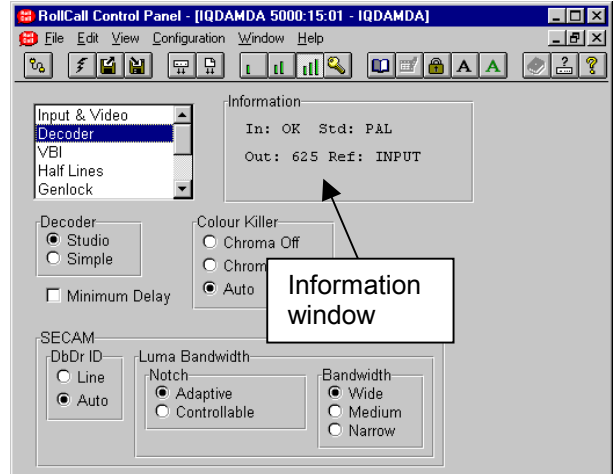 RollCall Control Panel - [IQDAMDA 5000:15:01 - IQDAMDA]
File Edit View Configuration Window Help
A A
Input & Video
Decoder
VBI
Half Lines
Genlock
Information
In: OK Std: PAL
Out: 625 Ref: INPUT
Decoder
Studio
Simple
Minimum Delay
Colour Killer
Chroma Off
Chrom
Auto
Information
window
SECAM
DbDr ID
Line
Auto
Luma Bandwidth
Notch
Adaptive
Controllable
Bandwidth
Wide
Medium
Narrow